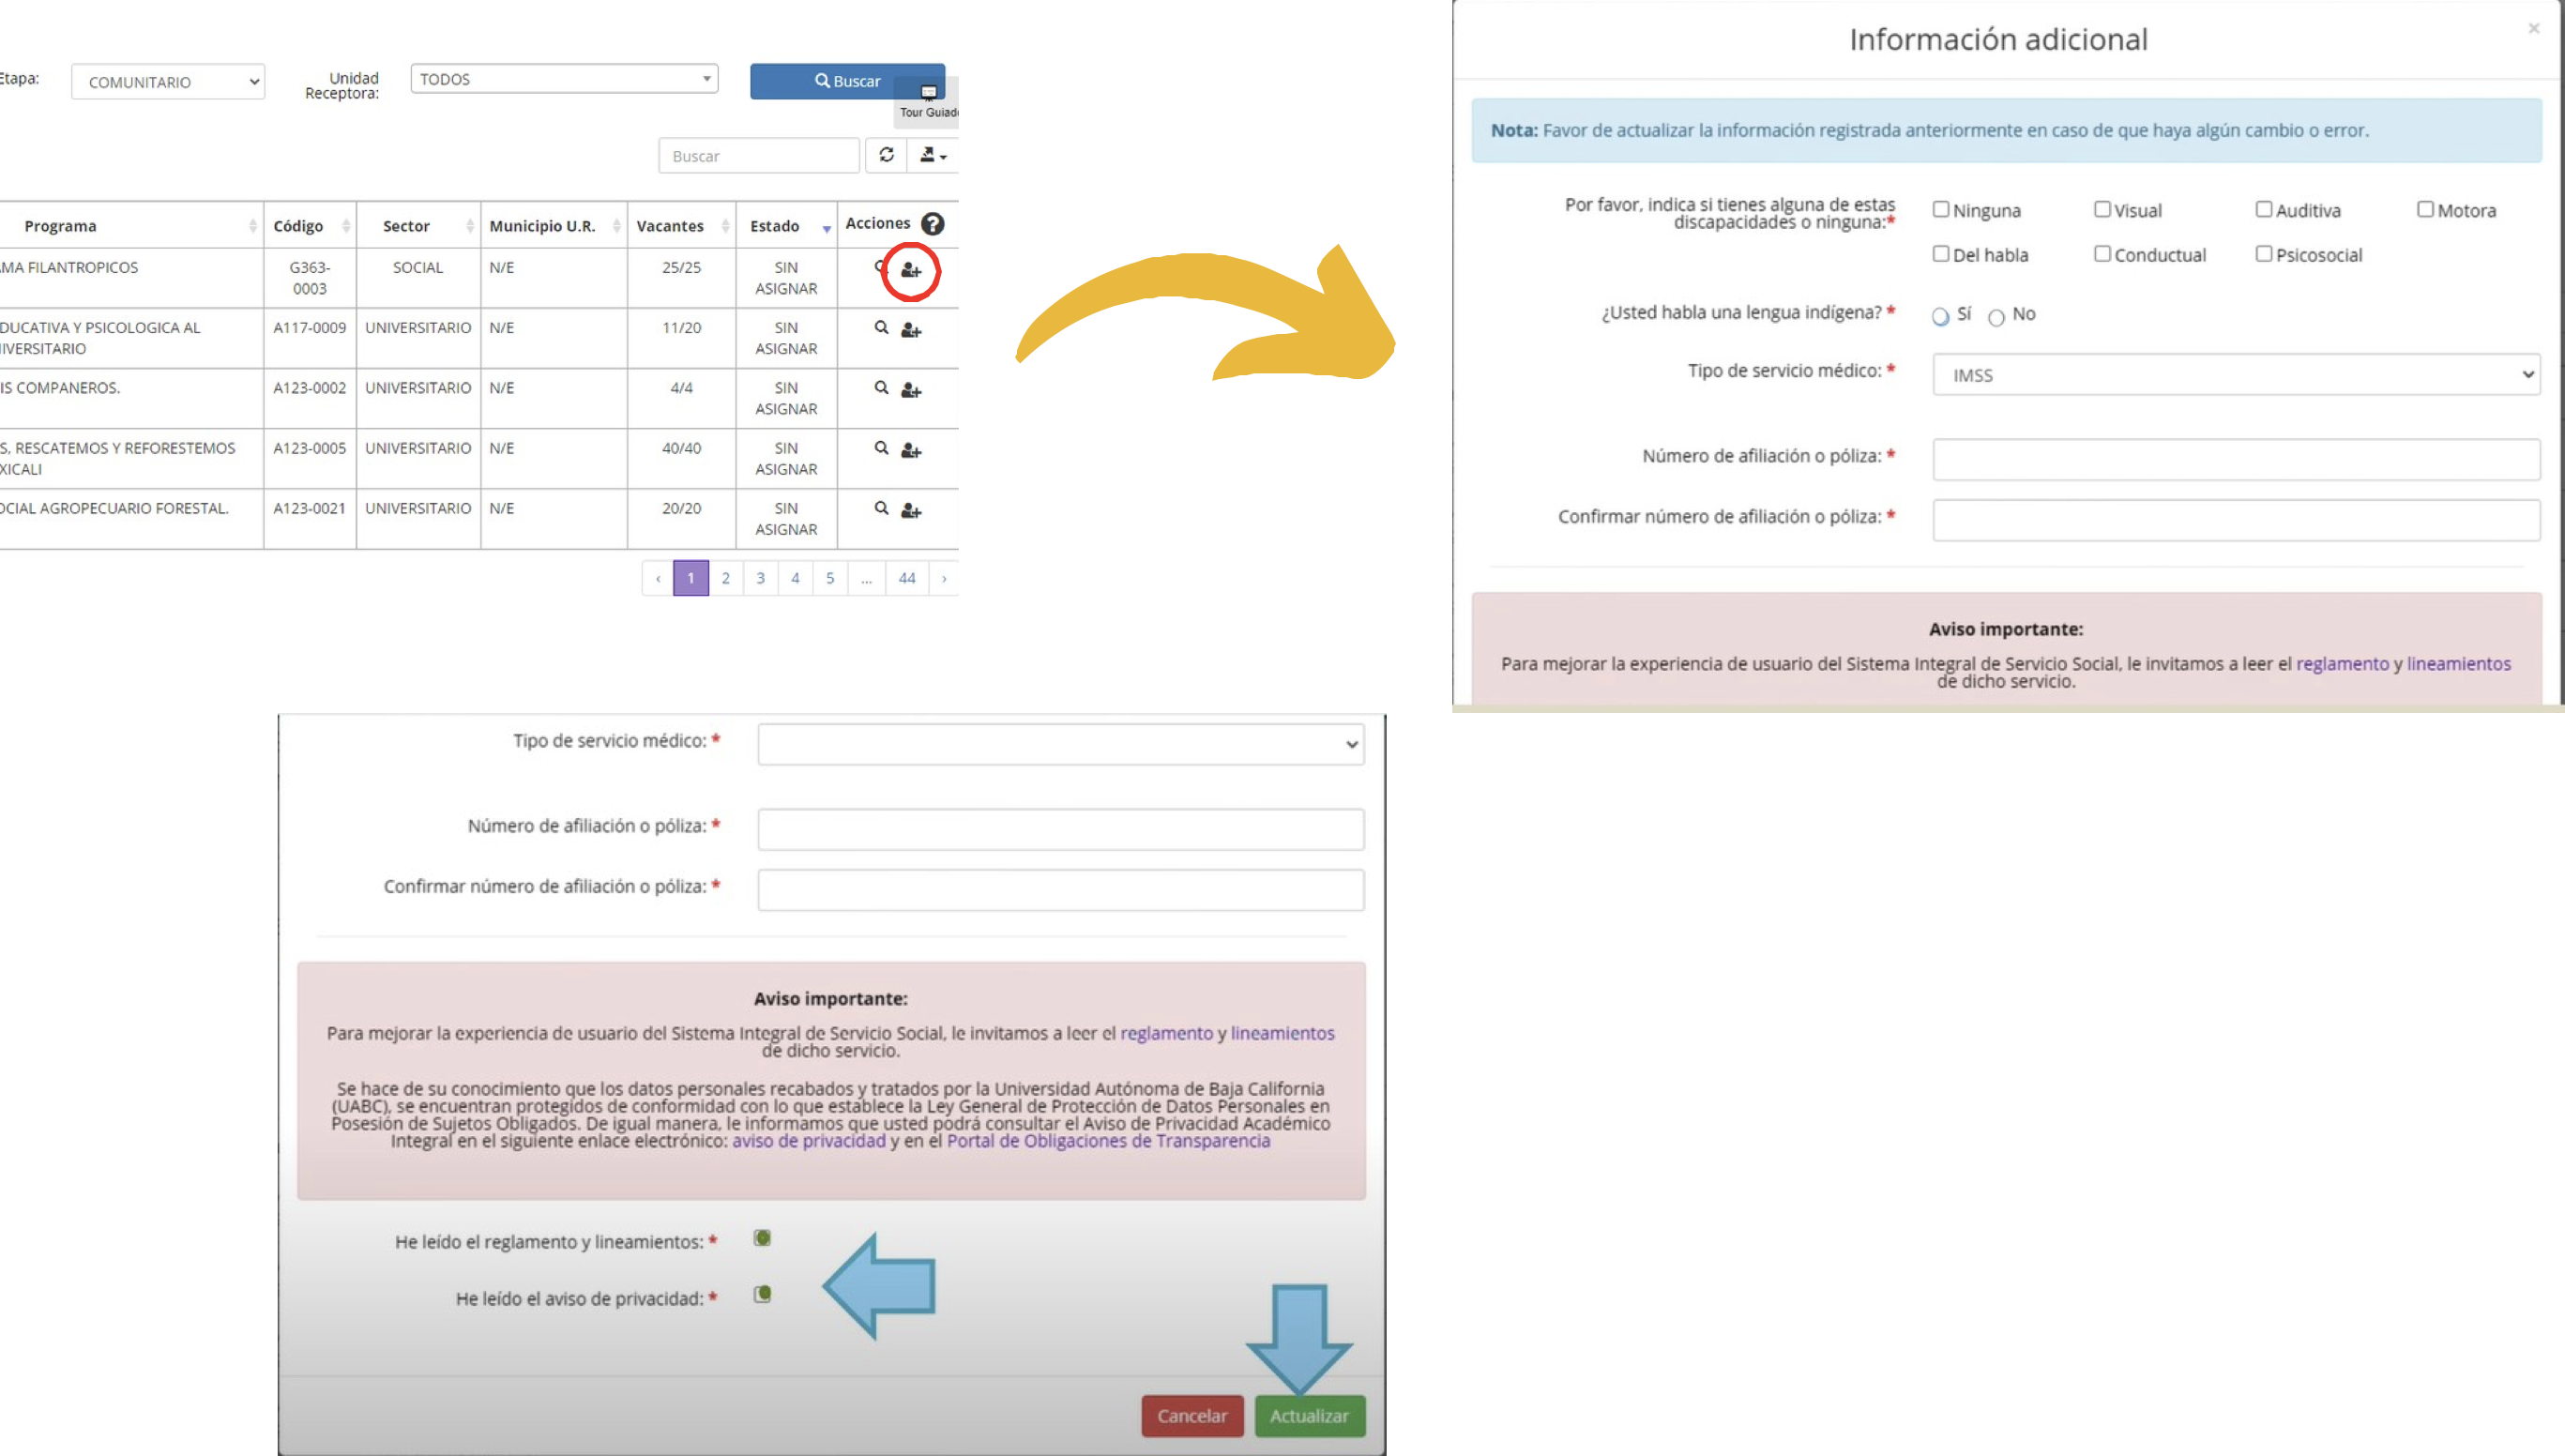 Etapa:
COMUNITARIO
Unidad
Receptora:
TODOS
Buscar
Tour Guiado
Buscar
Programa
Código
Sector
Municipio U.R.
Vacantes
Estado
Acciones ?
AMA FILANTROPICOS
G363-
0003
SOCIAL
N/E
25/25
SIN
ASIGNAR
DUCATIVA Y PSICOLOGICA AL
IVERSITARIO
A117-0009
UNIVERSITARIO
N/E
11/20
SIN
ASIGNAR
IS COMPANEROS.
A123-0002
UNIVERSITARIO
N/E
4/4
SIN
ASIGNAR
S, RESCATEMOS Y REFORESTEMOS
XICALI
A123-0005
UNIVERSITARIO
N/E
40/40
SIN
ASIGNAR
OCIAL AGROPECUARIO FORESTAL.
A123-0021
UNIVERSITARIO
N/E
20/20
SIN
ASIGNAR
‹ 1 2 3 4 5 ... 44 ›
Información adicional
×
Nota: Favor de actualizar la información registrada anteriormente en caso de que haya algún cambio o error.
Por favor, indica si tienes alguna de estas
discapacidades o ninguna:*
Ninguna
Visual
Auditiva
Motora
Del habla
Conductual
Psicosocial
¿Usted habla una lengua indígena? *
Sí
No
Tipo de servicio médico: *
IMSS
Número de afiliación o póliza: *
Confirmar número de afiliación o póliza: *
Aviso importante:
Para mejorar la experiencia de usuario del Sistema Integral de Servicio Social, le invitamos a leer el reglamento y lineamientos
de dicho servicio.
Tipo de servicio médico: *
Número de afiliación o póliza: *
Confirmar número de afiliación o póliza: *
Aviso importante:
Para mejorar la experiencia de usuario del Sistema Integral de Servicio Social, le invitamos a leer el reglamento y lineamientos
de dicho servicio.
Se hace de su conocimiento que los datos personales recabados y tratados por la Universidad Autónoma de Baja California
(UABC), se encuentran protegidos de conformidad con lo que establece la Ley General de Protección de Datos Personales en
Posesión de Sujetos Obligados. De igual manera, le informamos que usted podrá consultar el Aviso de Privacidad Académico
Integral en el siguiente enlace electrónico: aviso de privacidad y en el Portal de Obligaciones de Transparencia
He leído el reglamento y lineamientos: *
He leído el aviso de privacidad: *
Cancelar
Actualizar